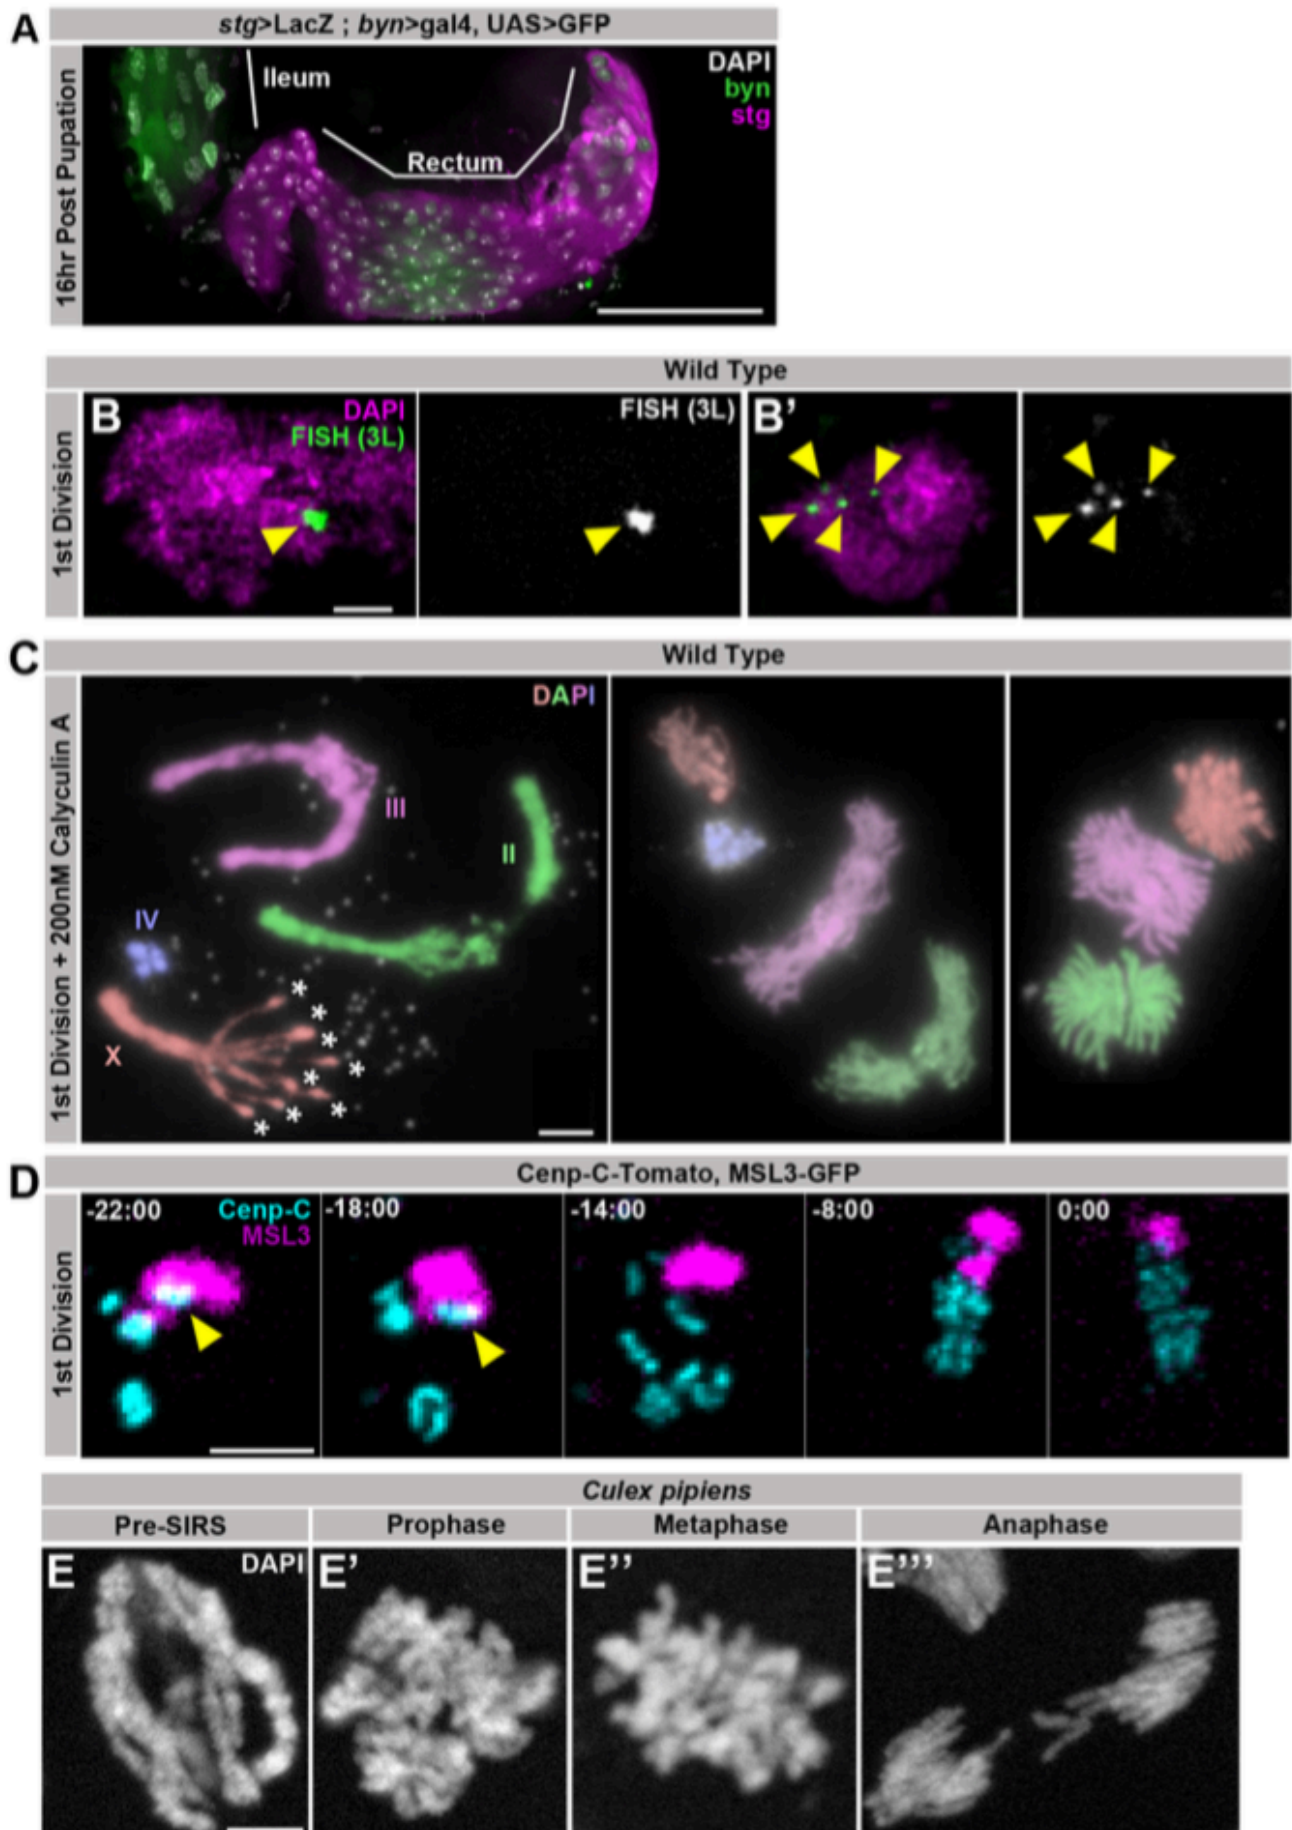 A
stg>LacZ ; byn>gal4, UAS>GFP
16hr Post Pupation
Ileum
Rectum
DAPI
byn
stg
Wild Type
1st Division
B
DAPI
FISH (3L)
FISH (3L)
B’
C
Wild Type
1st Division + 200nM Calyculin A
DAPI
III
II
IV
X
* * * * * * * *
D
Cenp-C-Tomato, MSL3-GFP
1st Division
-22:00
Cenp-C
MSL3
-18:00
-14:00
-8:00
0:00
Culex pipiens
Pre-SIRS
Prophase
Metaphase
Anaphase
E
DAPI
E’
E’’
E’’’